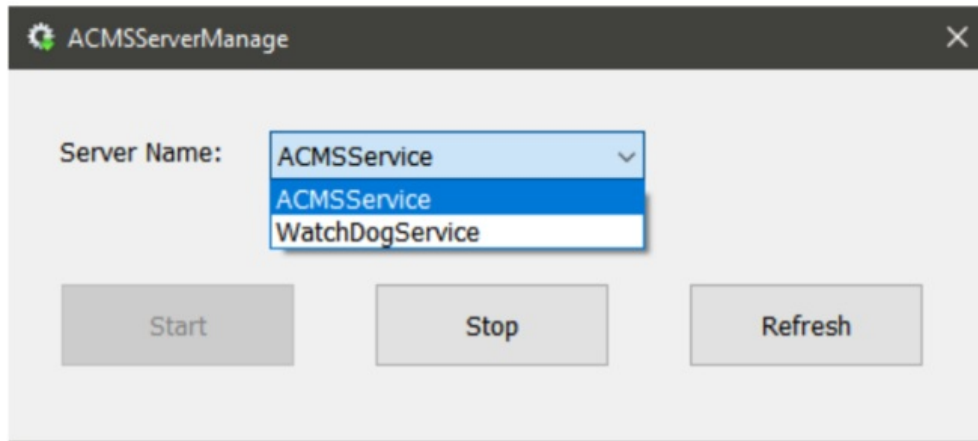 ACMSServerManage
Server Name: ACMSService
ACMSService
WatchDogService
Start Stop Refresh